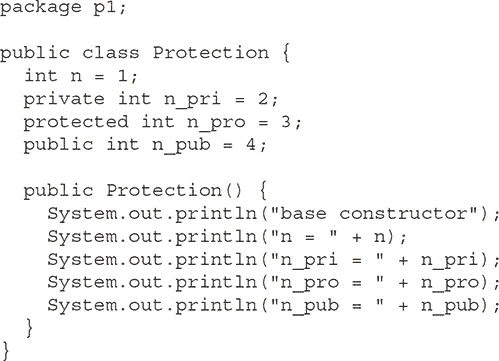 package p1;
public class Protection {
int n = 1;
private int n_pri = 2;
protected int n_pro = 3;
public int n_pub = 4;
public Protection() {
System.out.println("base constructor");
System.out.println("n = " + n);
System.out.println("n_pri = " + n_pri);
System.out.println("n_pro = " + n_pro);
System.out.println("n_pub = " + n_pub);
}
}